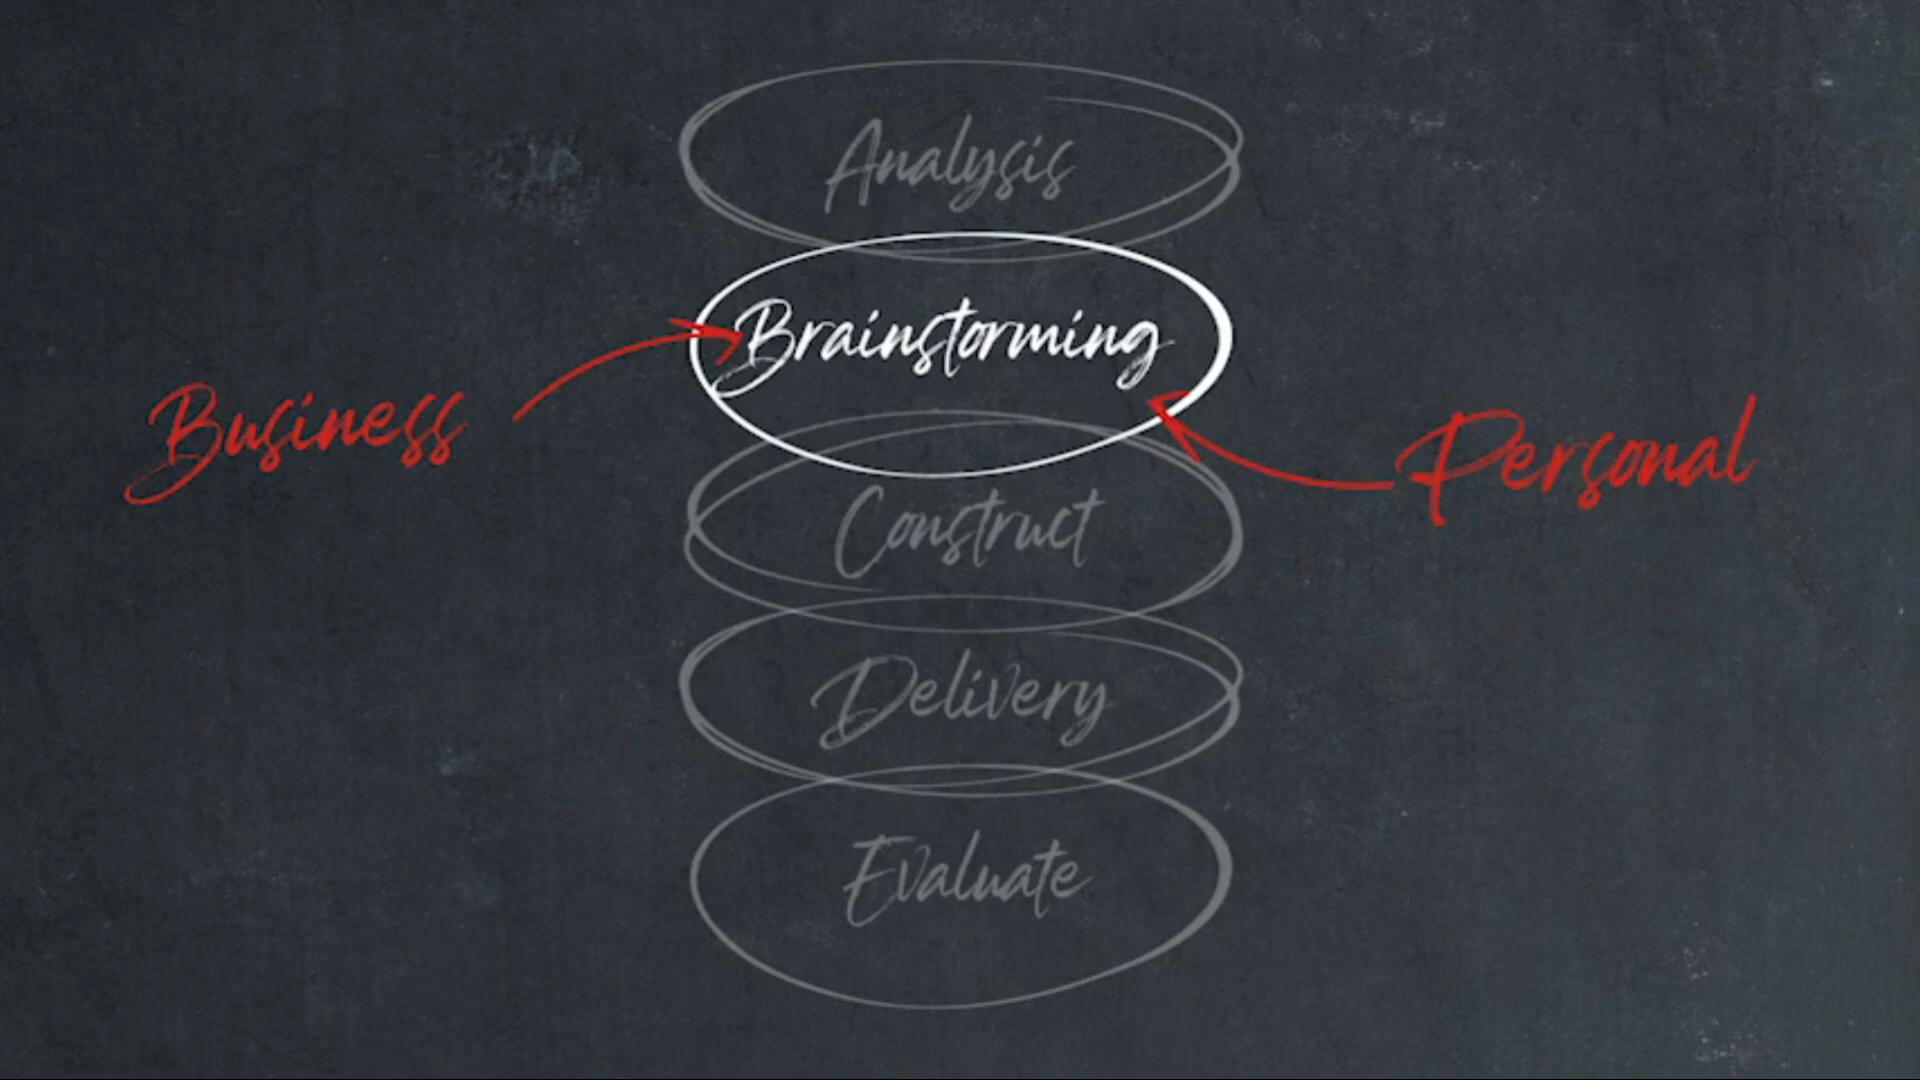 Analysis
Brainstorming
Business
Personal
Construct
Delivery
Evaluate